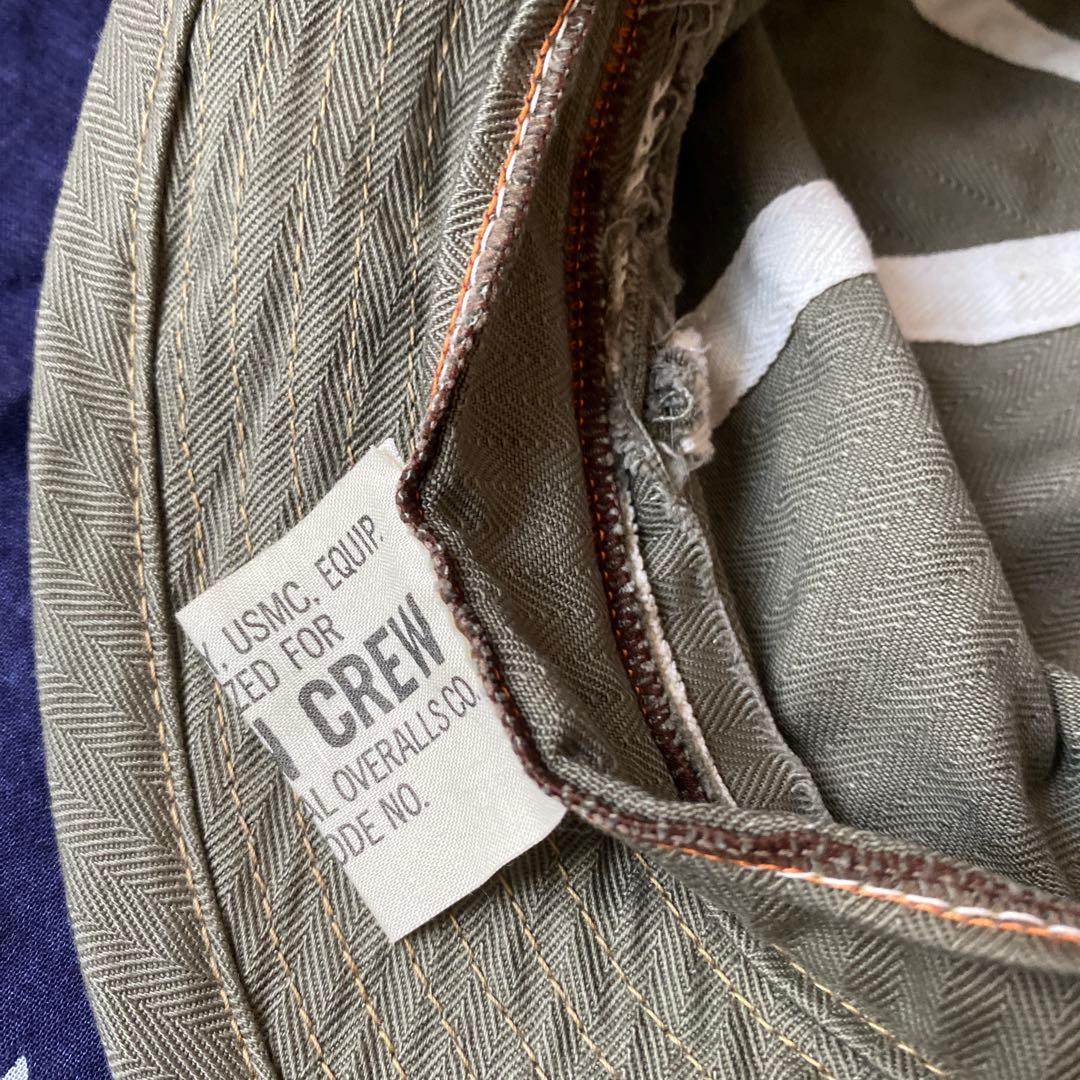 . USMC. EQUIP.
ZED FOR
N CREW
AL OVERALLS CO.
ODE NO.